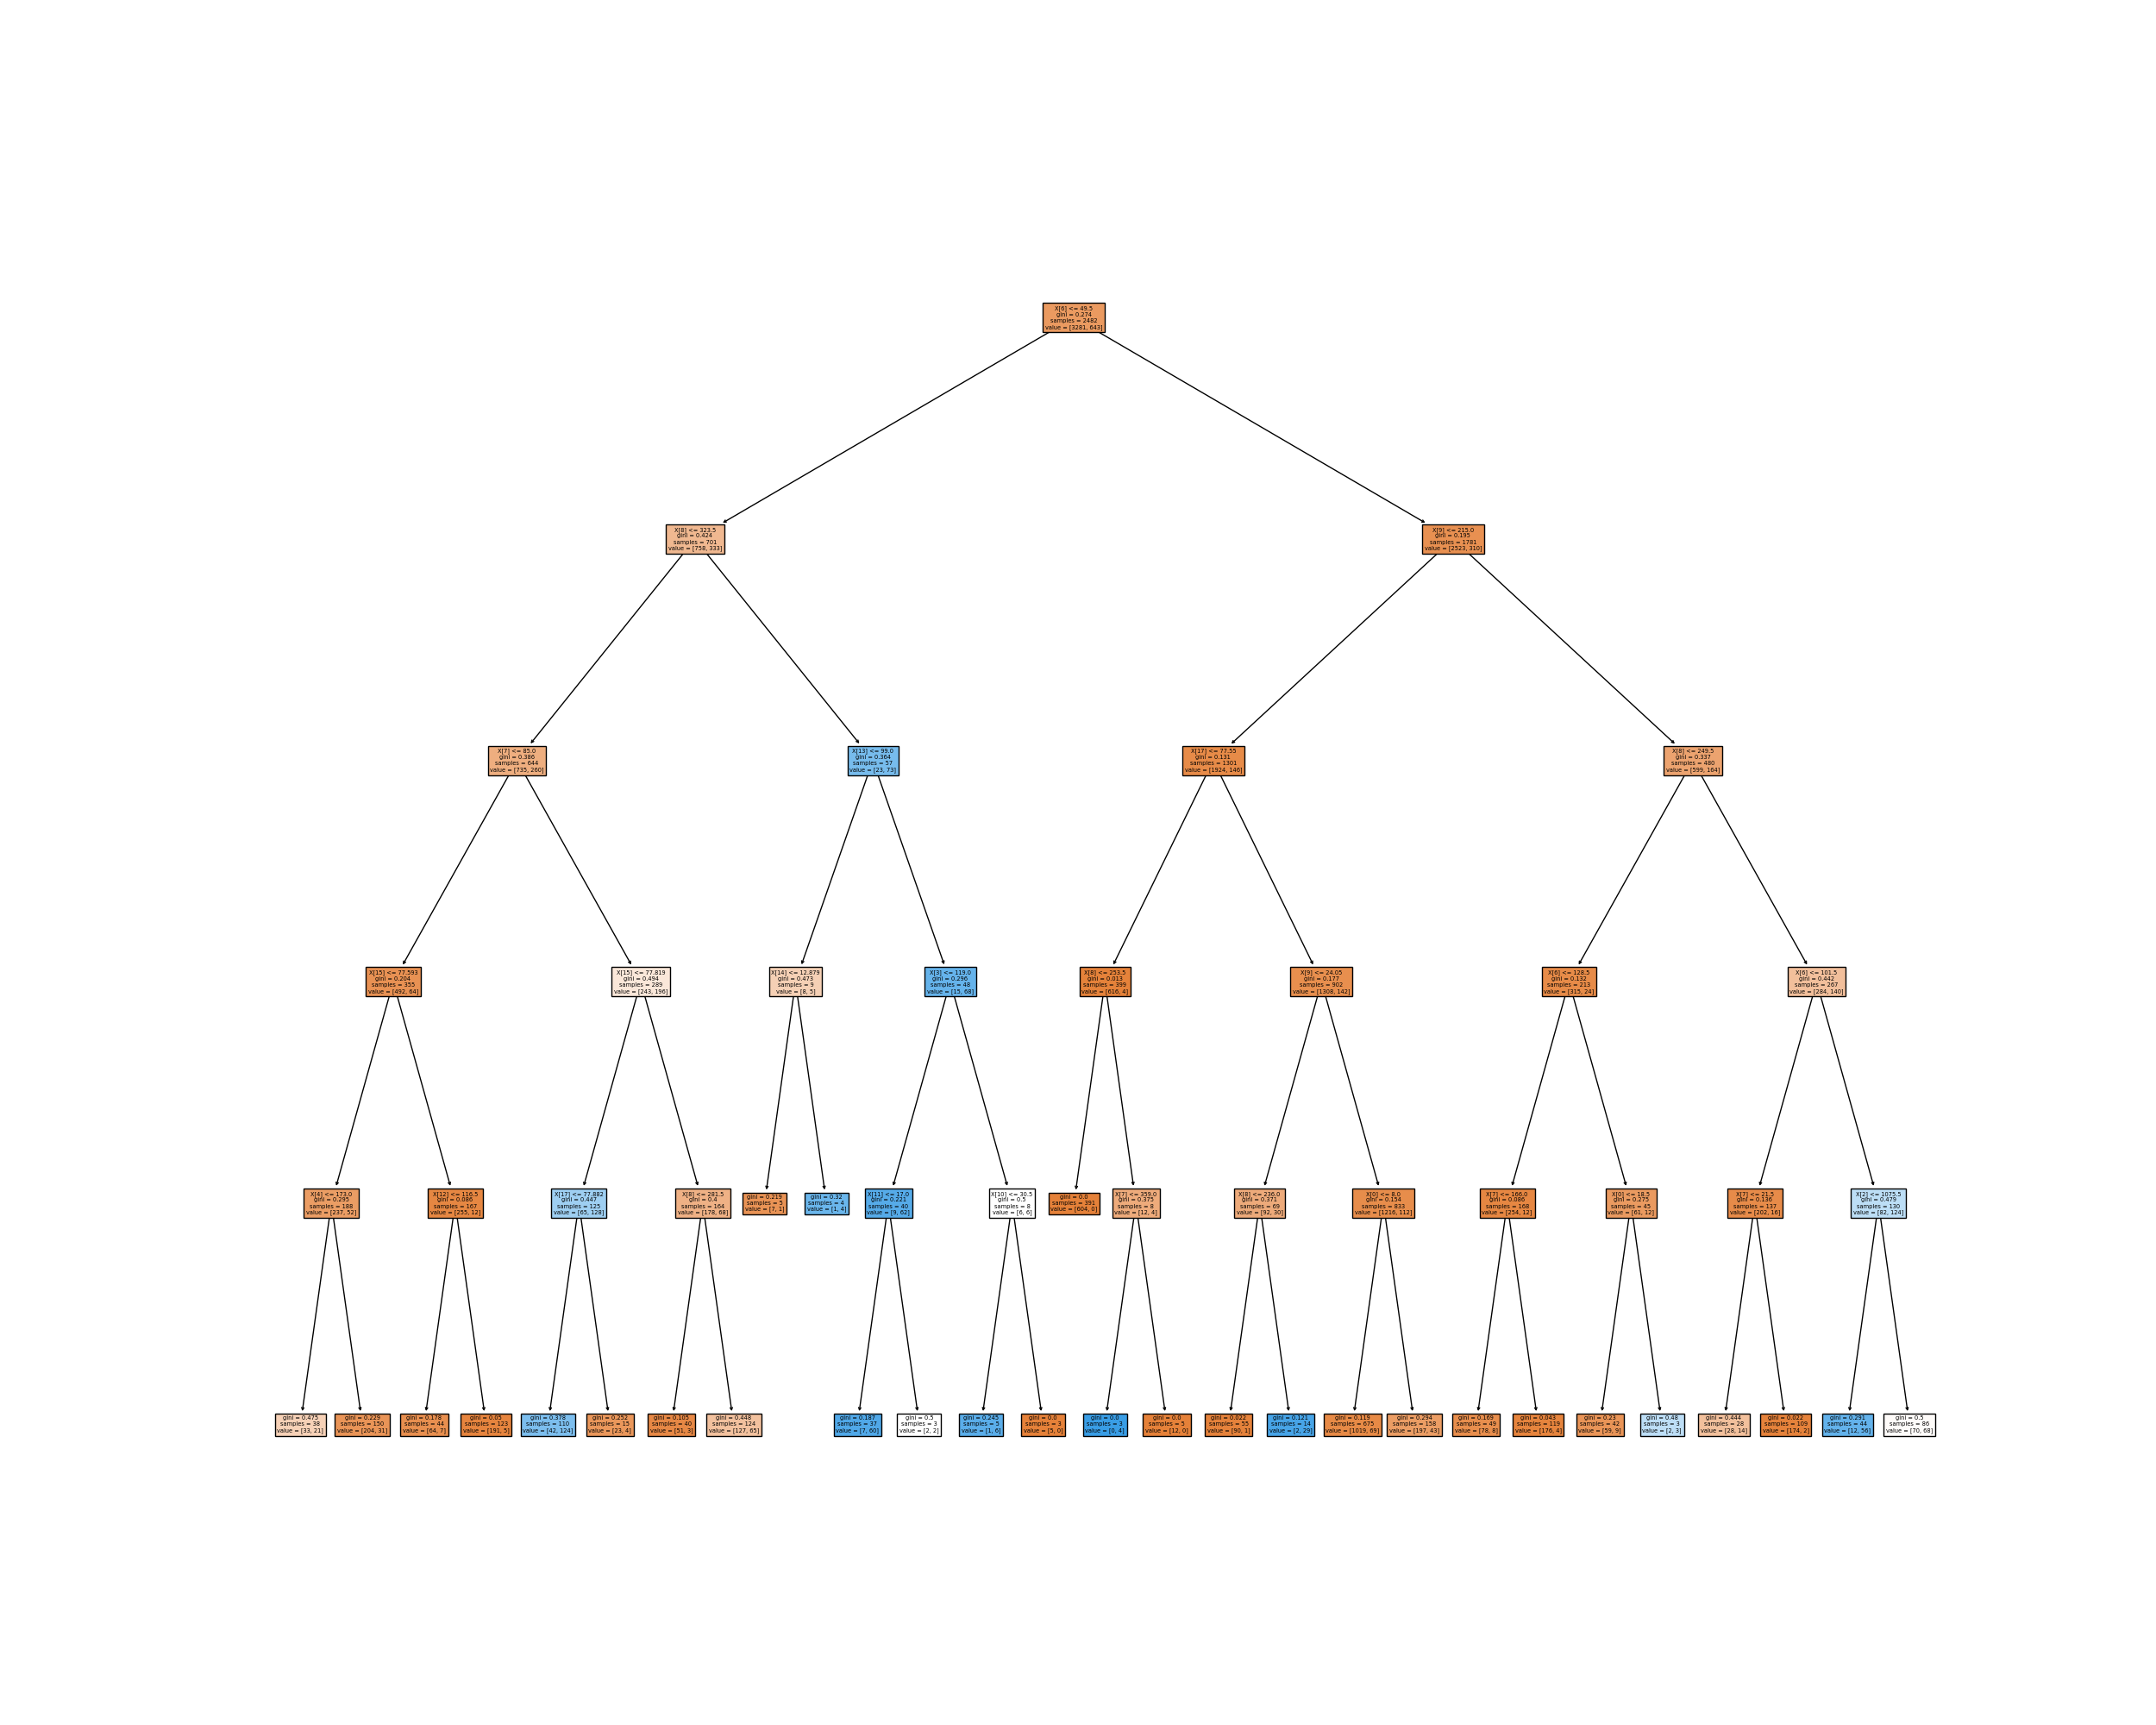 X[6] <= 49.5
gini = 0.274
samples = 2482
value = [3281, 643]
X[8] <= 323.5
gini = 0.424
samples = 701
value = [758, 333]
X[9] <= 215.0
gini = 0.195
samples = 1781
value = [2523, 310]
X[7] <= 85.0
gini = 0.386
samples = 644
value = [735, 260]
X[13] <= 99.0
gini = 0.364
samples = 57
value = [23, 73]
X[17] <= 77.55
gini = 0.131
samples = 1301
value = [1924, 146]
X[8] <= 249.5
gini = 0.337
samples = 480
value = [599, 164]
X[15] <= 77.593
gini = 0.204
samples = 355
value = [492, 64]
X[15] <= 77.819
gini = 0.494
samples = 289
value = [243, 196]
X[14] <= 12.879
gini = 0.473
samples = 9
value = [8, 5]
X[3] <= 119.0
gini = 0.296
samples = 48
value = [15, 68]
X[8] <= 253.5
gini = 0.013
samples = 399
value = [616, 4]
X[9] <= 24.05
gini = 0.177
samples = 902
value = [1308, 142]
X[6] <= 128.5
gini = 0.132
samples = 213
value = [315, 24]
X[6] <= 101.5
gini = 0.442
samples = 267
value = [284, 140]
X[4] <= 173.0
gini = 0.295
samples = 188
value = [237, 52]
X[12] <= 116.5
gini = 0.086
samples = 167
value = [255, 12]
X[17] <= 77.882
gini = 0.447
samples = 125
value = [65, 128]
X[8] <= 281.5
gini = 0.4
samples = 164
value = [178, 68]
gini = 0.219
samples = 5
value = [7, 1]
gini = 0.32
samples = 4
value = [1, 4]
X[11] <= 17.0
gini = 0.221
samples = 40
value = [9, 62]
X[10] <= 30.5
gini = 0.5
samples = 8
value = [6, 6]
gini = 0.0
samples = 391
value = [604, 0]
X[7] <= 359.0
gini = 0.375
samples = 8
value = [12, 4]
X[8] <= 236.0
gini = 0.371
samples = 69
value = [92, 30]
X[0] <= 8.0
gini = 0.154
samples = 833
value = [1216, 112]
X[7] <= 166.0
gini = 0.086
samples = 168
value = [254, 12]
X[0] <= 18.5
gini = 0.275
samples = 45
value = [61, 12]
X[7] <= 21.5
gini = 0.136
samples = 137
value = [202, 16]
X[2] <= 1075.5
gini = 0.479
samples = 130
value = [82, 124]
gini = 0.475
samples = 38
value = [33, 21]
gini = 0.229
samples = 150
value = [204, 31]
gini = 0.178
samples = 44
value = [64, 7]
gini = 0.05
samples = 123
value = [191, 5]
gini = 0.378
samples = 110
value = [42, 124]
gini = 0.252
samples = 15
value = [23, 4]
gini = 0.105
samples = 40
value = [51, 3]
gini = 0.448
samples = 124
value = [127, 65]
gini = 0.187
samples = 37
value = [7, 60]
gini = 0.5
samples = 3
value = [2, 2]
gini = 0.245
samples = 5
value = [1, 6]
gini = 0.0
samples = 3
value = [5, 0]
gini = 0.0
samples = 3
value = [0, 4]
gini = 0.0
samples = 5
value = [12, 0]
gini = 0.022
samples = 55
value = [90, 1]
gini = 0.121
samples = 14
value = [2, 29]
gini = 0.119
samples = 675
value = [1019, 69]
gini = 0.294
samples = 158
value = [197, 43]
gini = 0.169
samples = 49
value = [78, 8]
gini = 0.043
samples = 119
value = [176, 4]
gini = 0.23
samples = 42
value = [59, 9]
gini = 0.48
samples = 3
value = [2, 3]
gini = 0.444
samples = 28
value = [28, 14]
gini = 0.022
samples = 109
value = [174, 2]
gini = 0.291
samples = 44
value = [12, 56]
gini = 0.5
samples = 86
value = [70, 68]